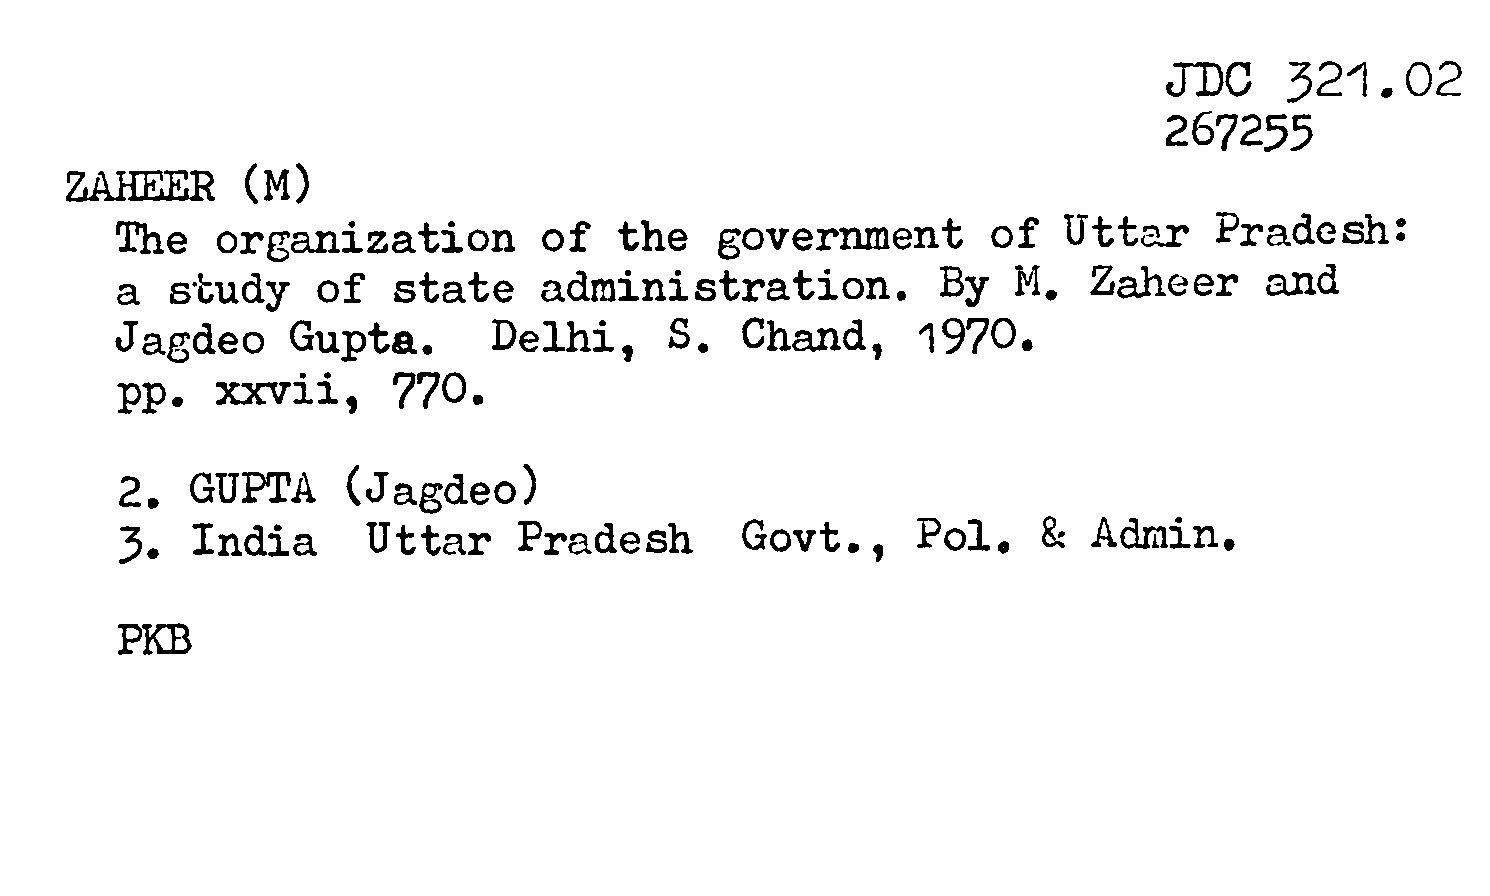 JDC 321.02
267255
ZAHEER (M)
The organization of the government of Uttar Pradesh:
a study of state administration. By M. Zaheer and
Jagdeo Gupta. Delhi, S. Chand, 1970.
pp. xxvii, 770.
2. GUPTA (Jagdeo)
3. India Uttar Pradesh Govt., Pol. & Admin.
PKB